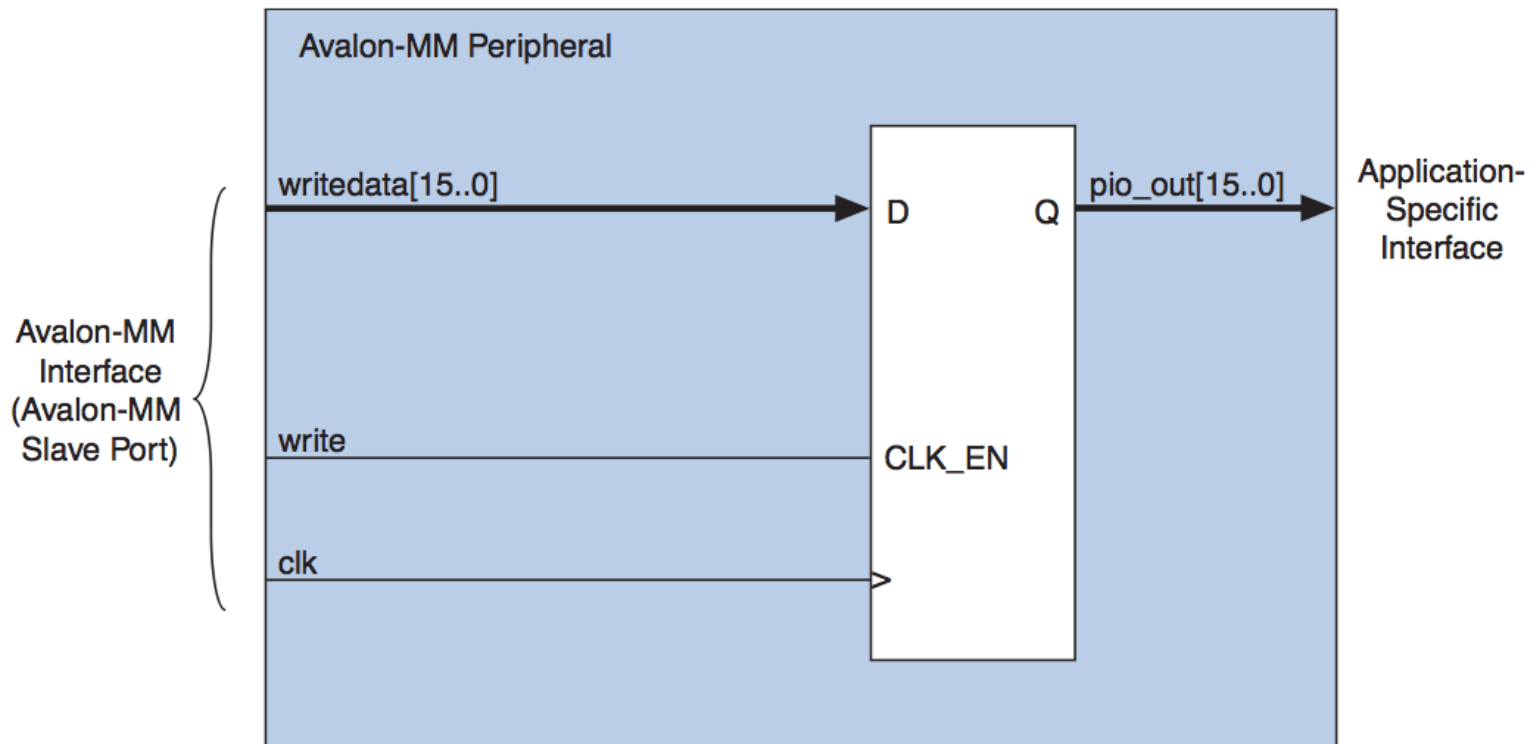 Avalon-MM Peripheral
writedata[15..0]
D
Q
pio_out[15..0]
Application-
Specific
Interface
Avalon-MM
Interface
(Avalon-MM
Slave Port)
write
CLK_EN
clk